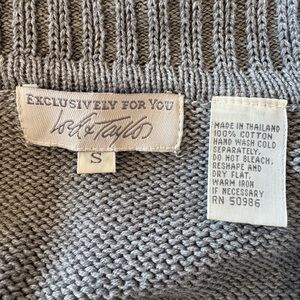 EXCLUSIVELY FOR YOU
Lord & Taylor
S
MADE IN THAILAND
100% COTTON
HAND WASH COLD
SEPARATELY,
DO NOT BLEACH,
RESHAPE AND
DRY FLAT.
WARM IRON
IF NECESSARY
RN 50986